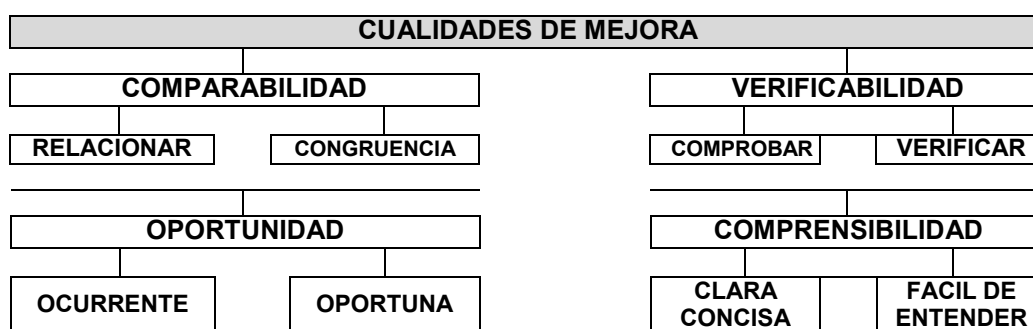 CUALIDADES DE MEJORA
COMPARABILIDAD
VERIFICABILIDAD
RELACIONAR
CONGRUENCIA
COMPROBAR
VERIFICAR
OPORTUNIDAD
COMPRENSIBILIDAD
OCURRENTE
OPORTUNA
CLARA
CONCISA
FACIL DE
ENTENDER